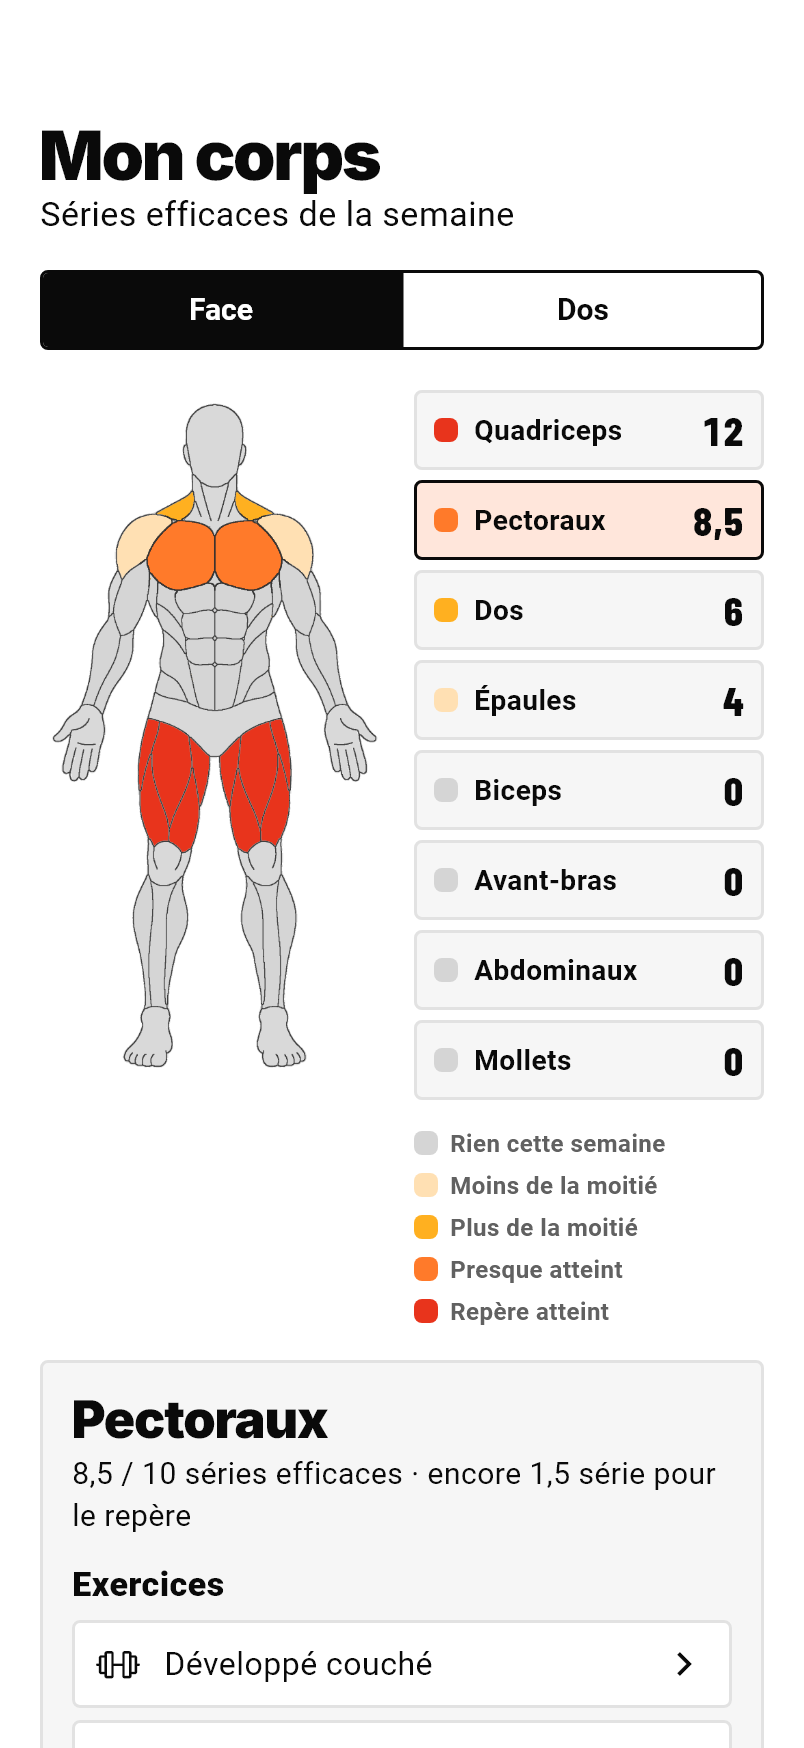 Mon corps
Séries efficaces de la semaine
Face
Dos
Quadriceps 12
Pectoraux 8,5
Dos 6
Épaules 4
Biceps 0
Avant-bras 0
Abdominaux 0
Mollets 0
Rien cette semaine
Moins de la moitié
Plus de la moitié
Presque atteint
Repère atteint
Pectoraux
8,5 / 10 séries efficaces · encore 1,5 série pour
le repère
Exercices
Développé couché